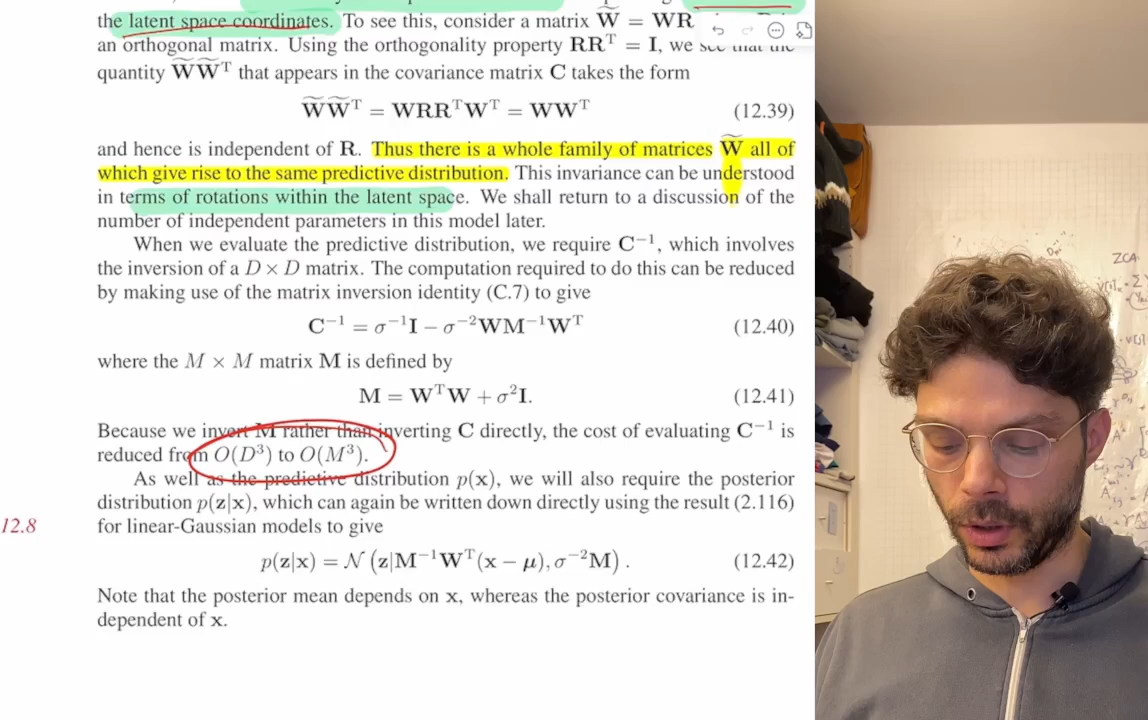 the latent space coordinates. To see this, consider a matrix W̃ = WR
an orthogonal matrix. Using the orthogonality property RRᵀ = I, we see that the
quantity W̃W̃ᵀ that appears in the covariance matrix C takes the form
W̃W̃ᵀ = WRRᵀWᵀ = WWᵀ (12.39)
and hence is independent of R. Thus there is a whole family of matrices W̃ all of
which give rise to the same predictive distribution. This invariance can be understood
in terms of rotations within the latent space. We shall return to a discussion of the
number of independent parameters in this model later.
When we evaluate the predictive distribution, we require C⁻¹, which involves
the inversion of a D × D matrix. The computation required to do this can be reduced
by making use of the matrix inversion identity (C.7) to give
C⁻¹ = σ⁻¹I − σ⁻²WM⁻¹Wᵀ (12.40)
where the M × M matrix M is defined by
M = WᵀW + σ²I. (12.41)
Because we invert M rather than inverting C directly, the cost of evaluating C⁻¹ is
reduced from O(D³) to O(M³).
As well as the predictive distribution p(x), we will also require the posterior
distribution p(z|x), which can again be written down directly using the result (2.116)
12.8 for linear-Gaussian models to give
p(z|x) = N (z|M⁻¹Wᵀ(x − μ), σ⁻²M) . (12.42)
Note that the posterior mean depends on x, whereas the posterior covariance is in-
dependent of x.
ZCA